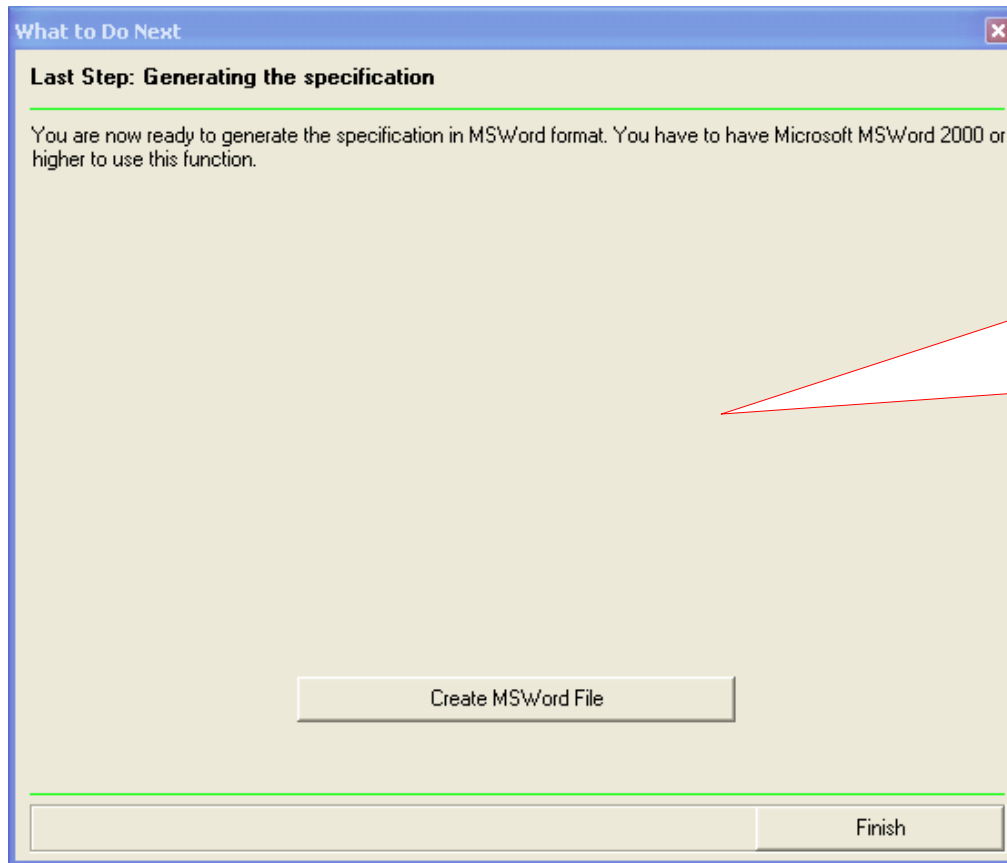 What to Do Next
Last Step: Generating the specification
You are now ready to generate the specification in MSWord format. You have to have Microsoft MSWord 2000 or
higher to use this function.
Create MSWord File
Finish